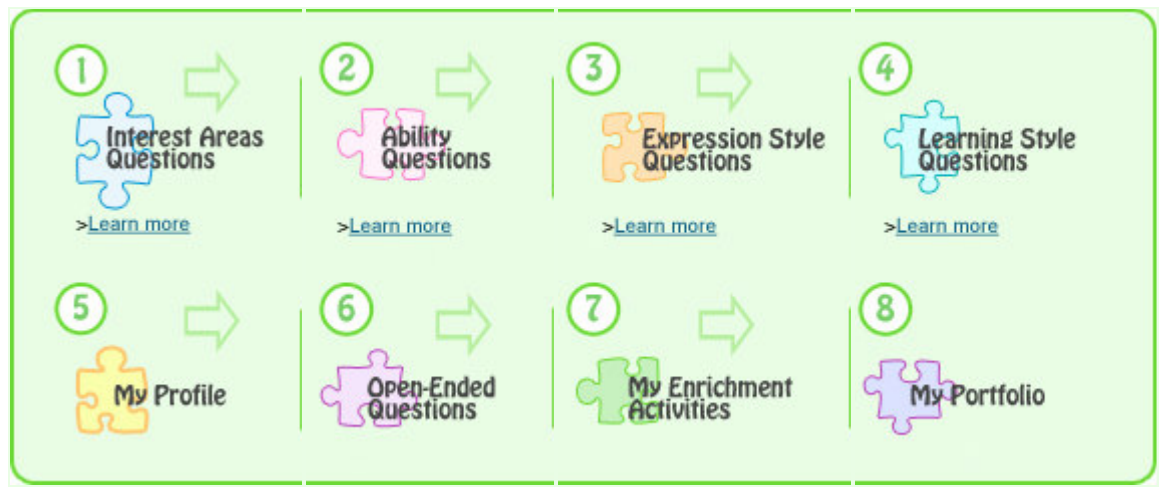 1
2
3
4
Interest Areas
Questions
Ability
Questions
Expression Style
Questions
Learning Style
Questions
>Learn more
>Learn more
>Learn more
>Learn more
5
6
7
8
My Profile
Open-Ended
Questions
My Enrichment
Activities
My Portfolio